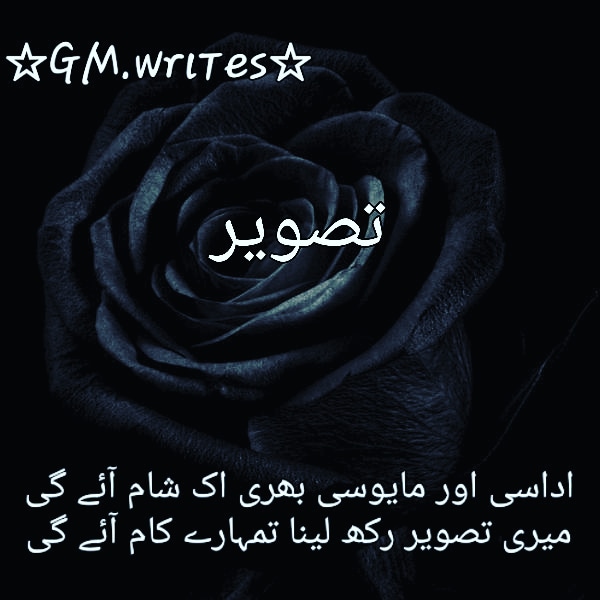 ☆GM.writes☆
تصویر
اداسی اور مایوسی بھری اک شام آئے گی
میری تصویر رکھ لینا تمہارے کام آئے گی